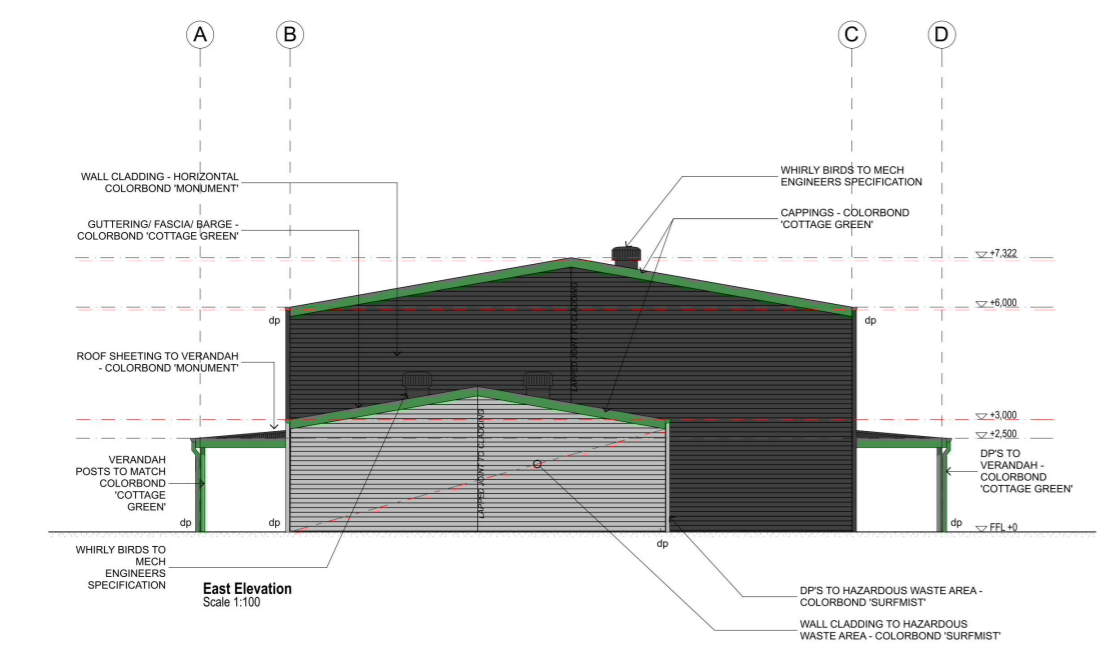 A
B
C
D
WALL CLADDING - HORIZONTAL
COLORBOND 'MONUMENT'
GUTTERING/ FASCIA/ BARGE -
COLORBOND 'COTTAGE GREEN'
WHIRLY BIRDS TO MECH
ENGINEERS SPECIFICATION
CAPPINGS - COLORBOND
'COTTAGE GREEN'
+7,322
+6,000
dp
dp
LAPPED JOINT TO CLADDING
ROOF SHEETING TO VERANDAH
- COLORBOND 'MONUMENT'
+3,000
+2,500
LAPPED JOINT TO CLADDING
VERANDAH
POSTS TO MATCH
COLORBOND
'COTTAGE
GREEN'
DP'S TO
VERANDAH -
COLORBOND
'COTTAGE GREEN'
dp
dp
dp
dp
FFL +0
WHIRLY BIRDS TO
MECH
ENGINEERS
SPECIFICATION
East Elevation
Scale 1:100
DP'S TO HAZARDOUS WASTE AREA -
COLORBOND 'SURFMIST'
WALL CLADDING TO HAZARDOUS
WASTE AREA - COLORBOND 'SURFMIST'